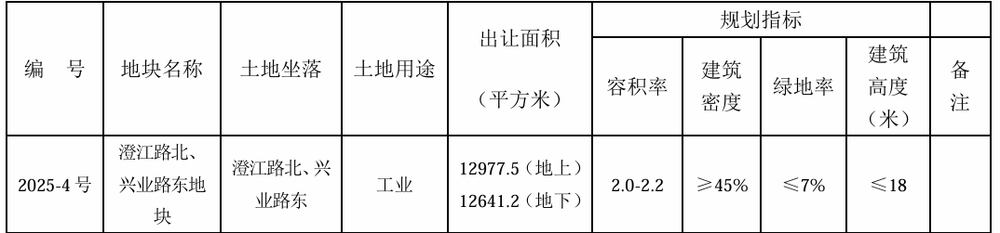 编 号
地块名称
土地坐落
土地用途
出让面积
（平方米）
规划指标
容积率
建筑
密度
绿地率
建筑
高度
（米）
备
注
2025-4 号
澄江路北、
兴业路东地
块
澄江路北、兴
业路东
工业
12977.5（地上）
12641.2（地下）
2.0-2.2
≥45%
≤7%
≤18